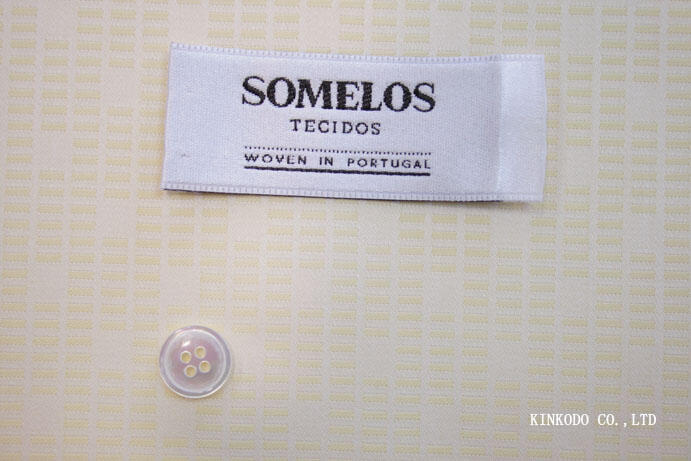 SOMELOS
TECIDOS
WOVEN IN PORTUGAL
KINKODO CO.,LTD